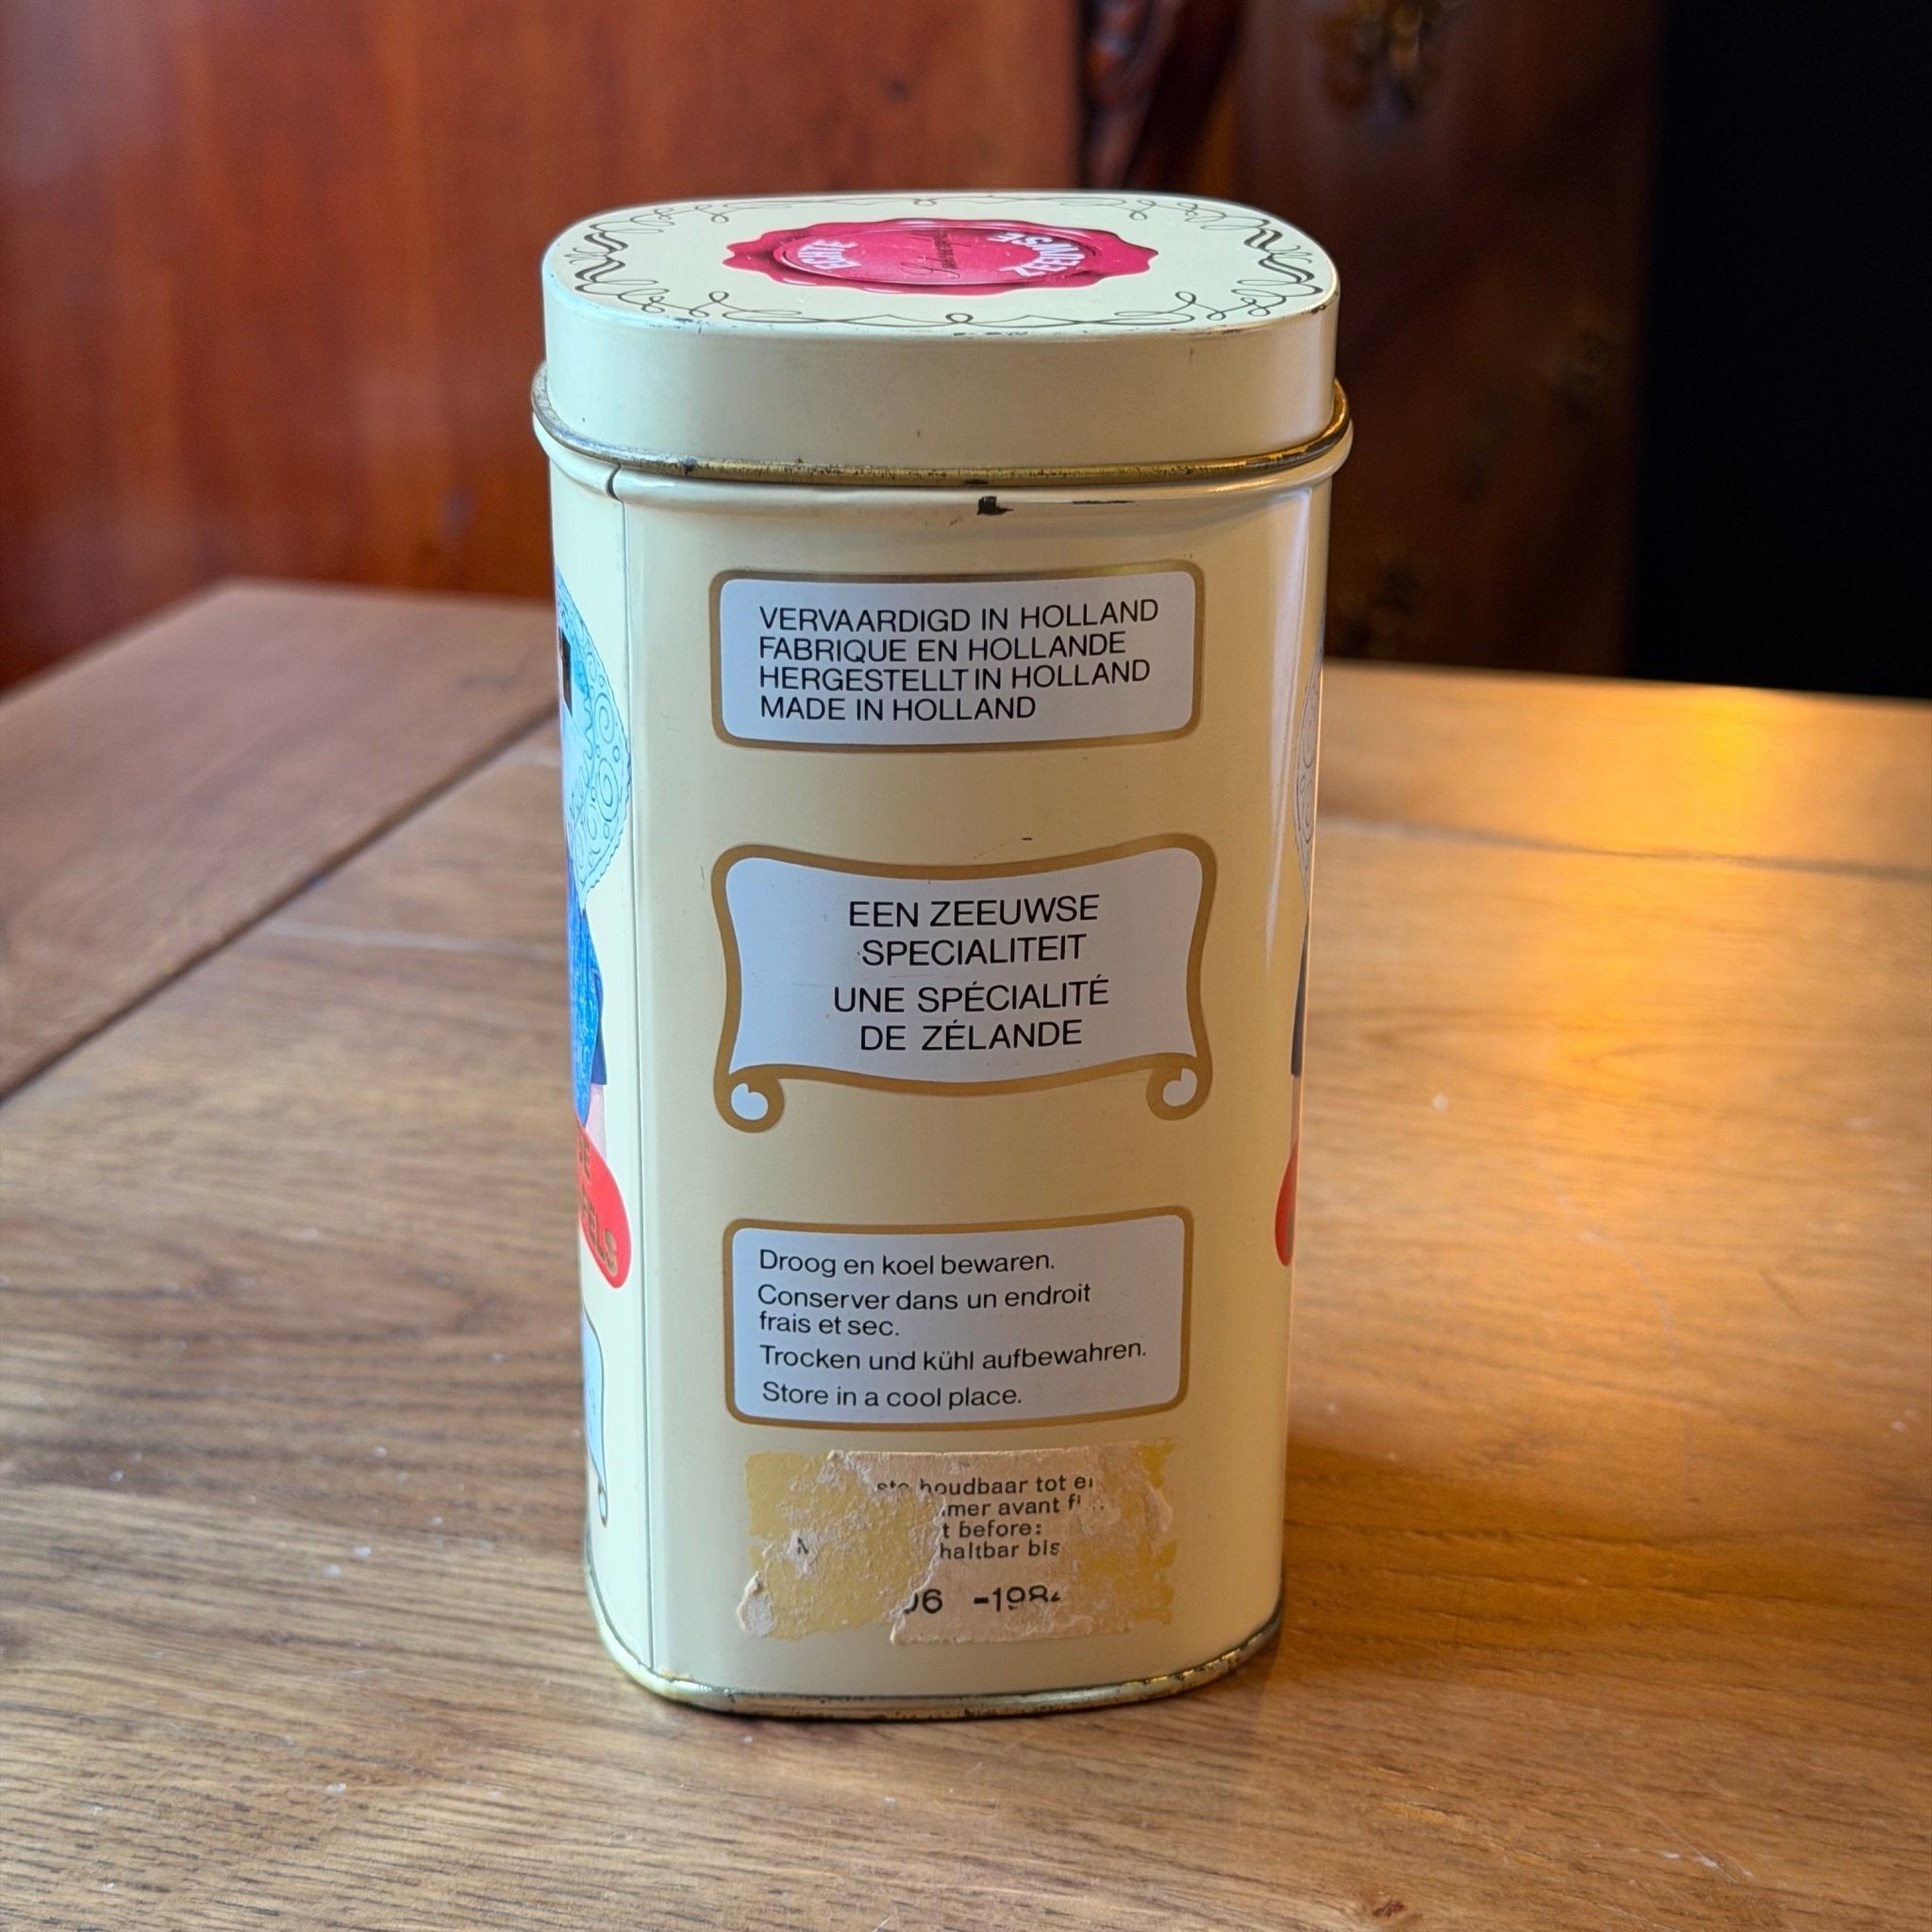 ZEEUWSE
VERVAARDIGD IN HOLLAND
FABRIQUE EN HOLLANDE
HERGESTELLT IN HOLLAND
MADE IN HOLLAND
EEN ZEEUWSE
SPECIALITEIT
UNE SPÉCIALITÉ
DE ZÉLANDE
Droog en koel bewaren.
Conserver dans un endroit
frais et sec.
Trocken und kühl aufbewahren.
Store in a cool place.
houdbaar tot
avant
before:
haltbar bis